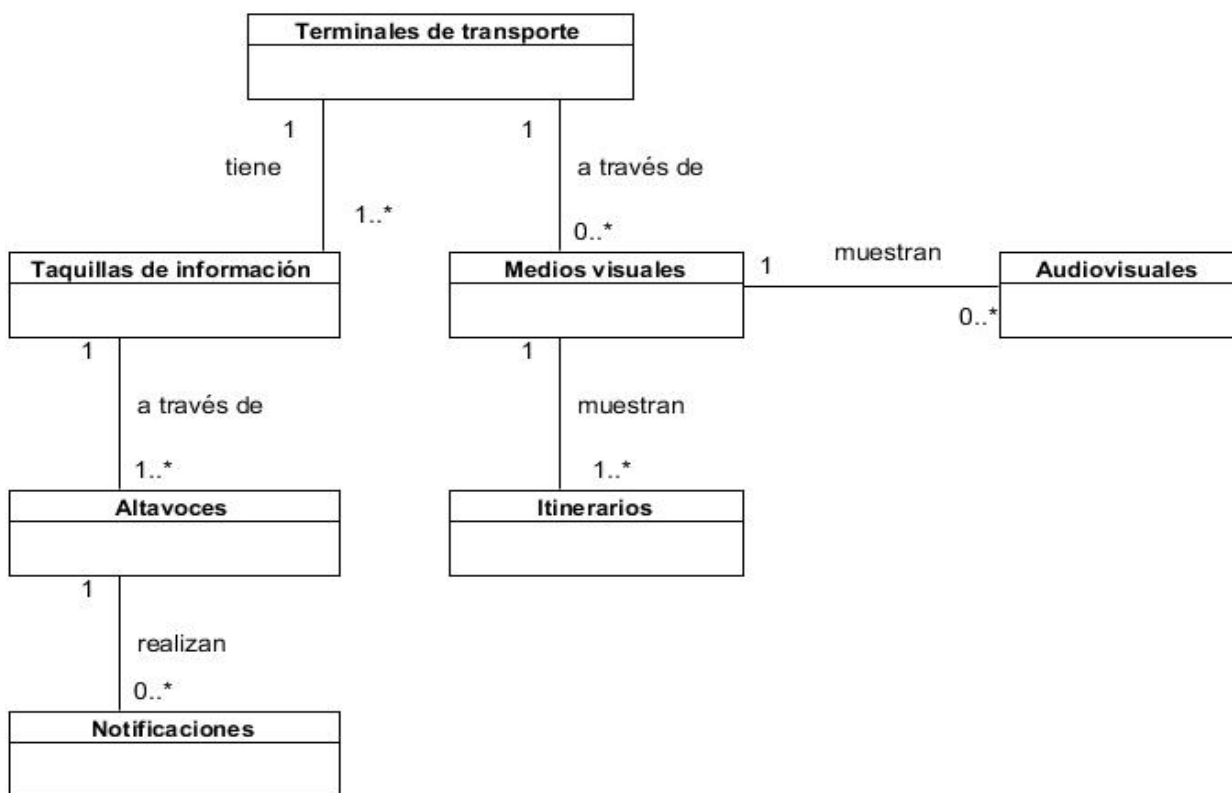 Terminales de transporte
1
1
tiene
a través de
1..*
0..*
Taquillas de información
Medios visuales
1
muestran
Audiovisuales
0..*
1
1
a través de
muestran
1..*
1..*
Altavoces
Itinerarios
1
realizan
0..*
Notificaciones